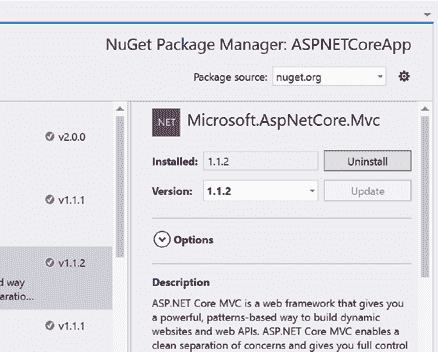 NuGet Package Manager: ASPNETCoreApp
Package source: nuget.org
v2.0.0
v1.1.1
v1.1.2
d way
aratio...
v1.1.1
.NET
Microsoft.AspNetCore.Mvc
Installed: 1.1.2 Uninstall
Version: 1.1.2 Update
Options
Description
ASP.NET Core MVC is a web framework that gives you
a powerful, patterns-based way to build dynamic
websites and web APIs. ASP.NET Core MVC enables a
clean separation of concerns and gives you full control